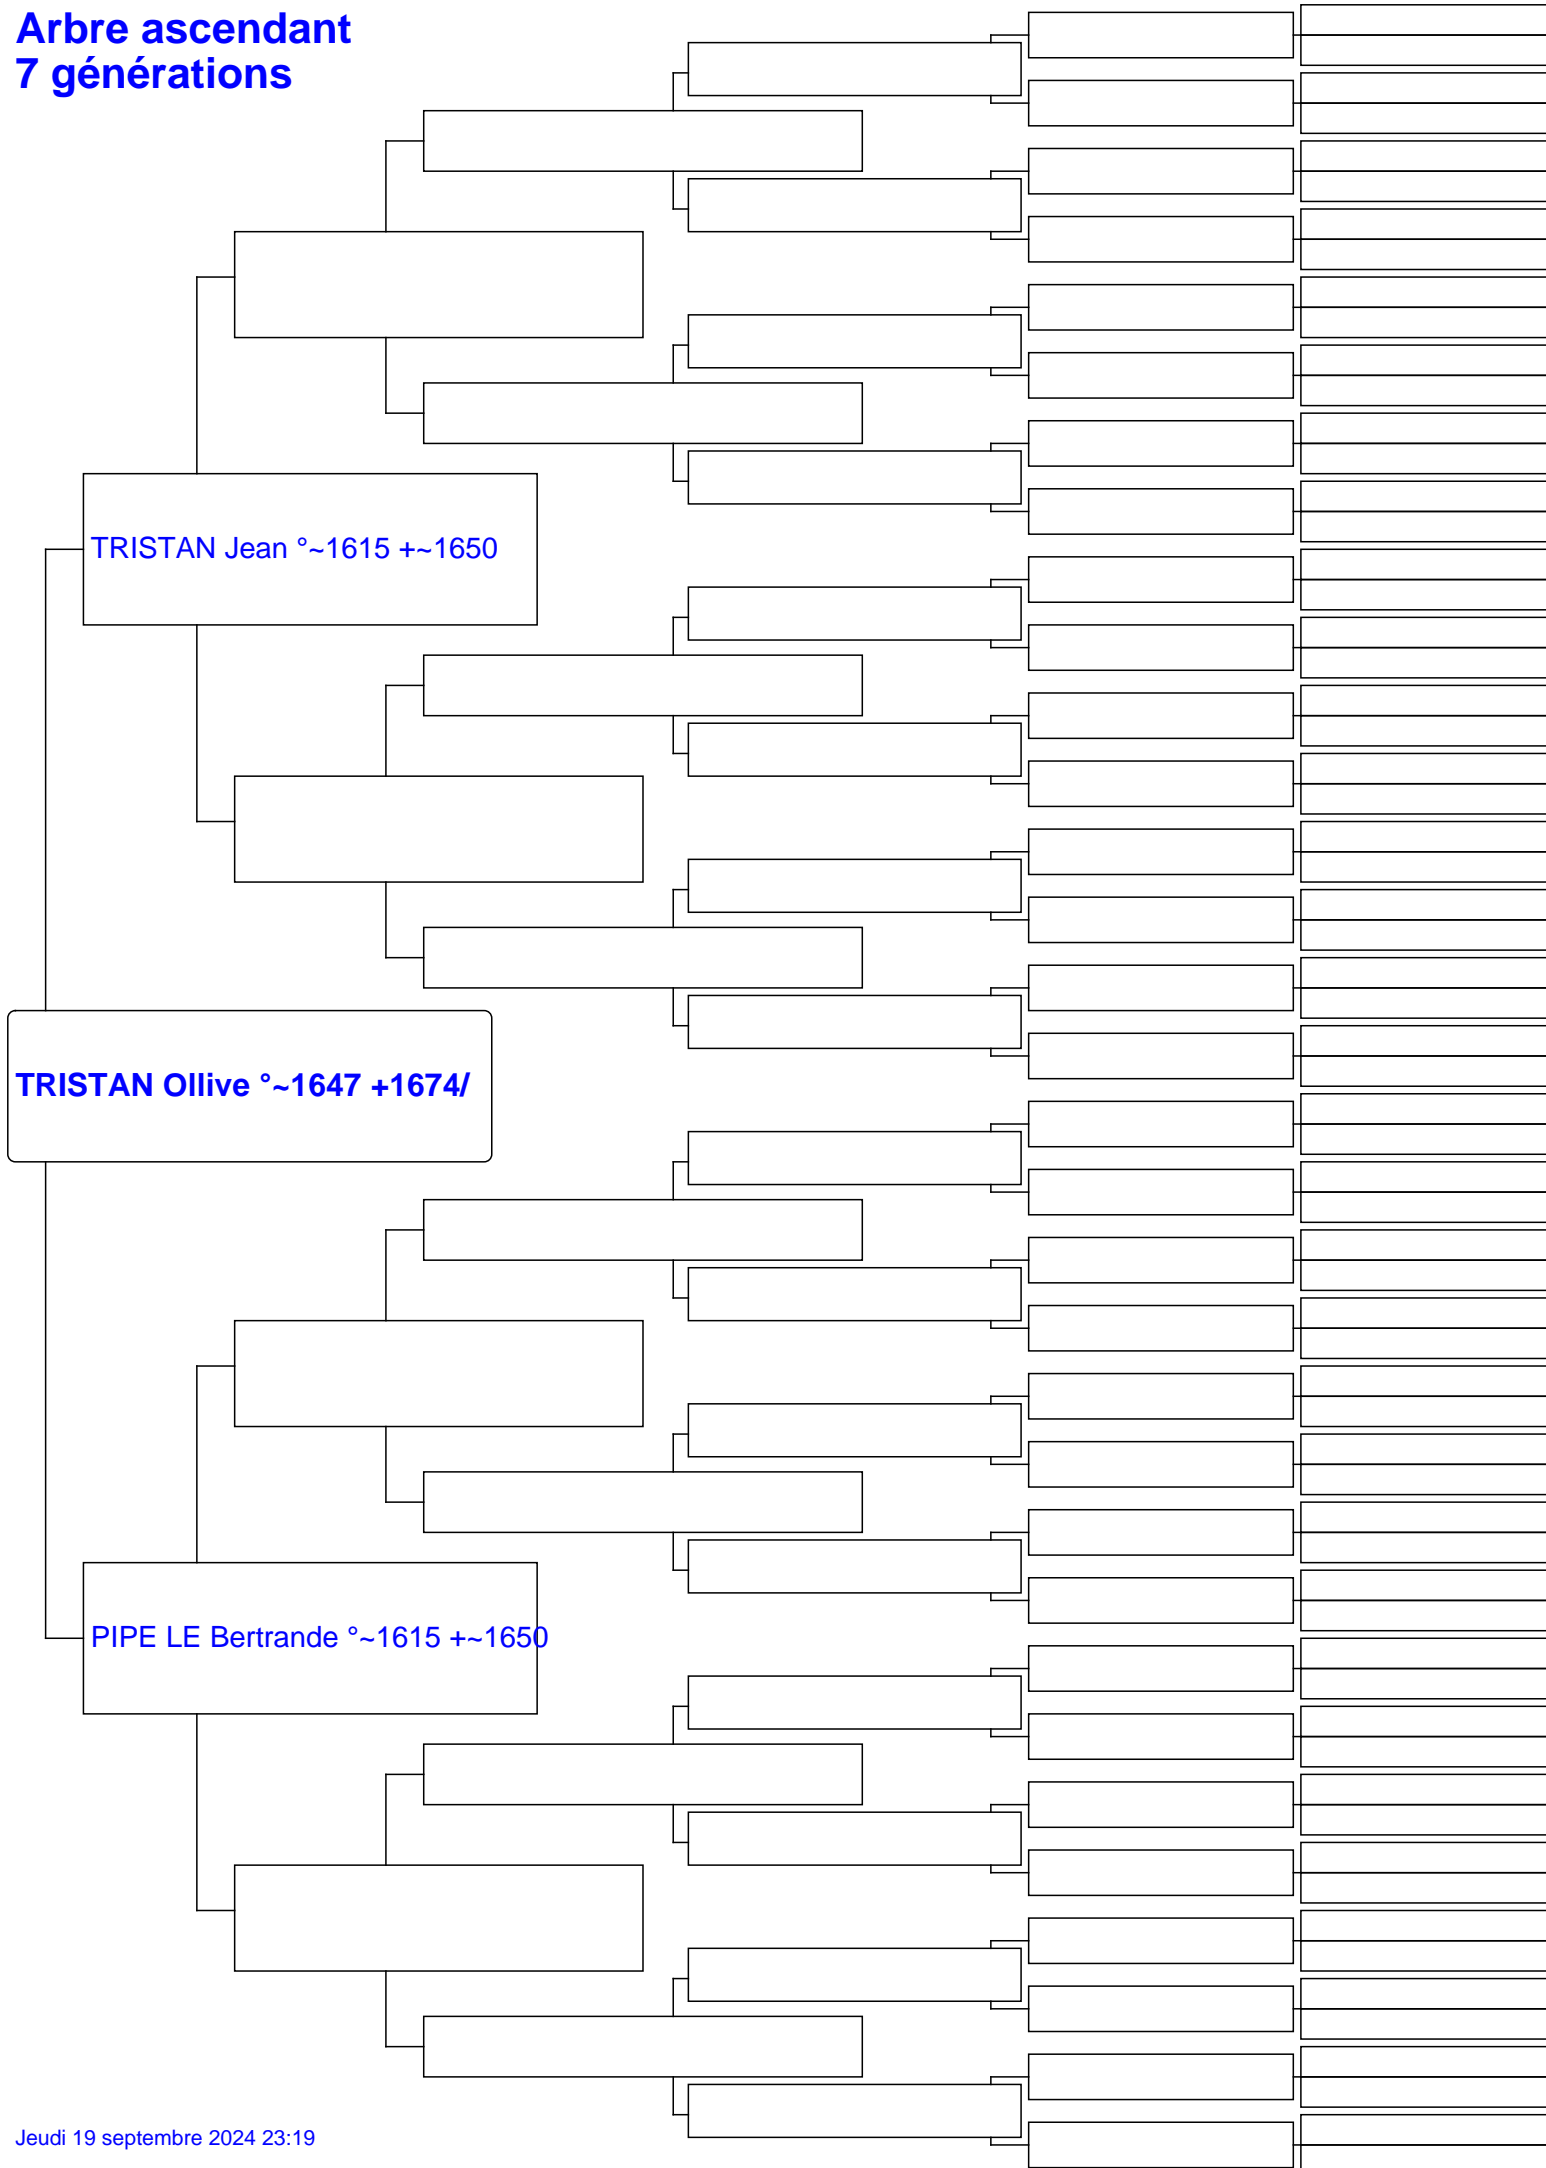 Arbre ascendant
7 générations
TRISTAN Jean °~1615 +~1650
TRISTAN Ollive °~1647 +1674/
PIPE LE Bertrande °~1615 +~1650
Jeudi 19 septembre 2024 23:19